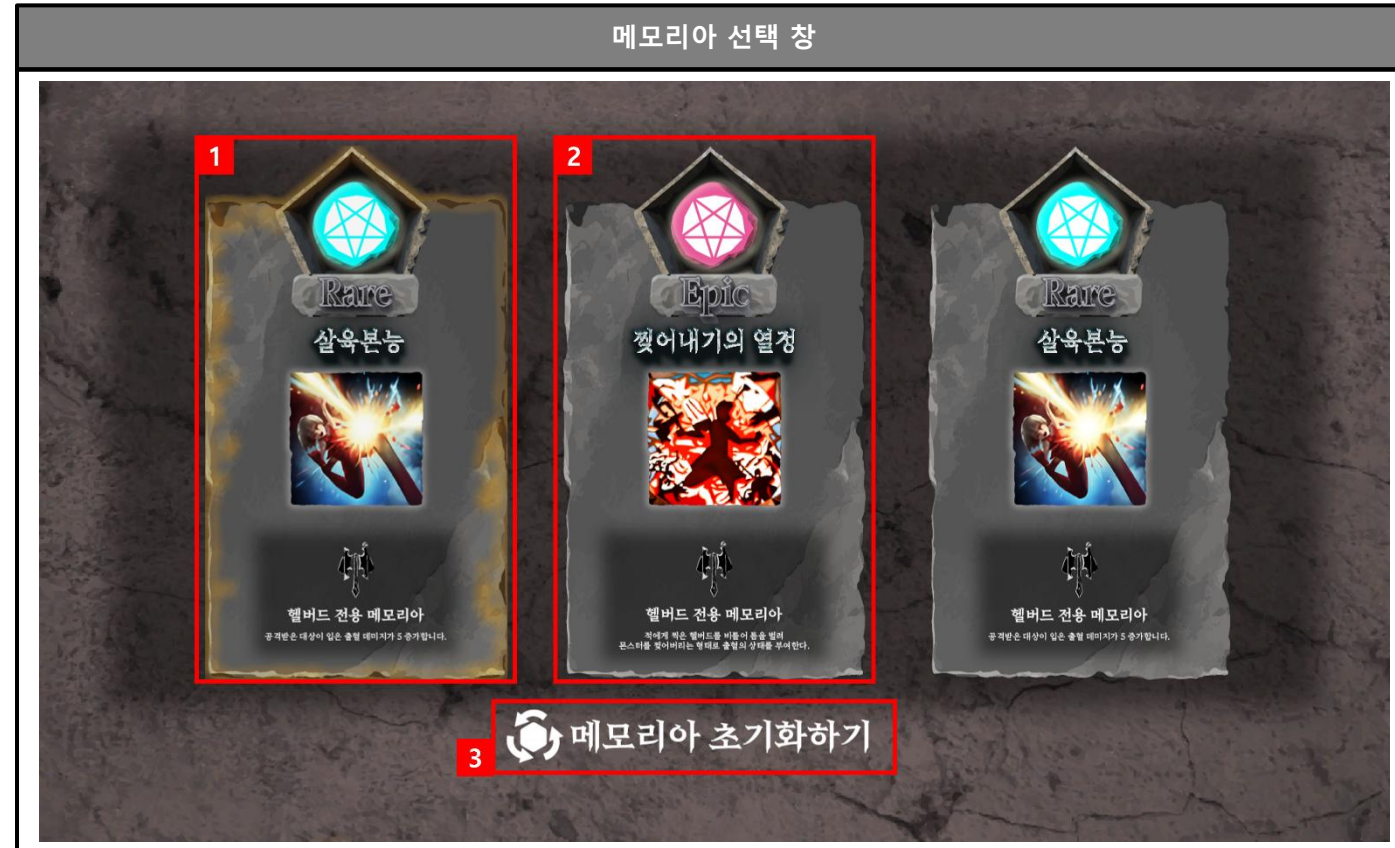 메모리아 선택 창
1
Rare
살육본능
헬버드 전용 메모리아
공격받은 대상이 입은 출혈 데미지가 5 증가합니다.
2
Epic
찢어내기의 열정
헬버드 전용 메모리아
적에게 찍은 헬버드를 비틀어 틈을 벌려
몬스터를 찢어버리는 형태로 출혈의 상태를 부여한다.
Rare
살육본능
헬버드 전용 메모리아
공격받은 대상이 입은 출혈 데미지가 5 증가합니다.
3
메모리아 초기화하기